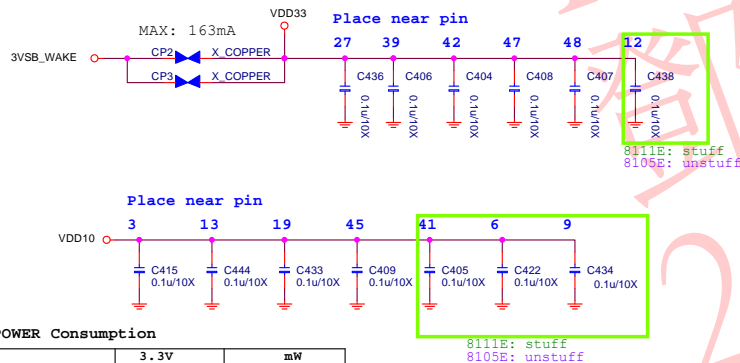 VDD33
MAX: 163mA
Place near pin
3VSB_WAKE
CP2
X_COPPER
27 39 42 47 48 12
CP3
X_COPPER
C436 C406 C404 C408 C407 C438
0.1u/10X 0.1u/10X 0.1u/10X 0.1u/10X 0.1u/10X 0.1u/10X
8111E: stuff
8105E: unstuff
Place near pin
3 13 19 45 41 6 9
VDD10
C415 C444 C433 C409 C405 C422 C434
0.1u/10X 0.1u/10X 0.1u/10X 0.1u/10X 0.1u/10X 0.1u/10X 0.1u/10X
POWER Consumption
8111E: stuff
8105E: unstuff
3.3V mW